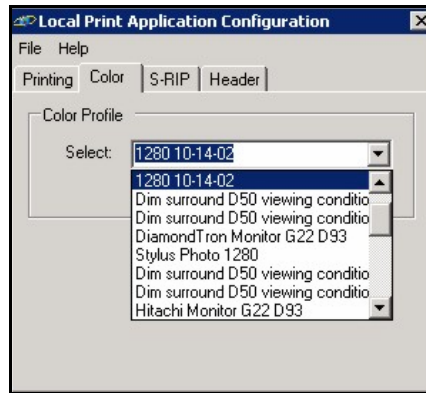 Local Print Application Configuration
File Help
Printing Color S-RIP Header
Color Profile
Select: 1280 10-14-02
1280 10-14-02
Dim surround D50 viewing conditio
Dim surround D50 viewing conditio
DiamondTron Monitor G22 D93
Stylus Photo 1280
Dim surround D50 viewing conditio
Dim surround D50 viewing conditio
Hitachi Monitor G22 D93